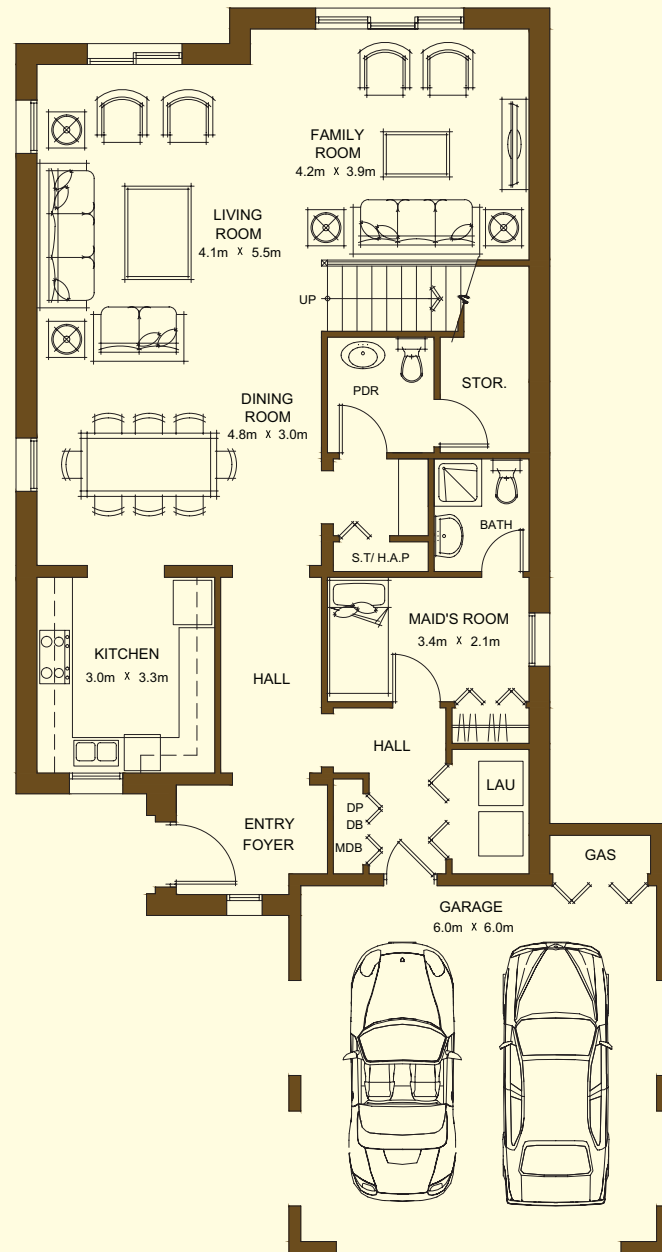 FAMILY
ROOM
4.2m X 3.9m
LIVING
ROOM
4.1m X 5.5m
UP
PDR
STOR.
DINING
ROOM
4.8m X 3.0m
BATH
S.T/ H.A.P
MAID'S ROOM
3.4m X 2.1m
KITCHEN
3.0m X 3.3m
HALL
HALL
LAU
DP
DB
MDB
ENTRY
FOYER
GAS
GARAGE
6.0m X 6.0m